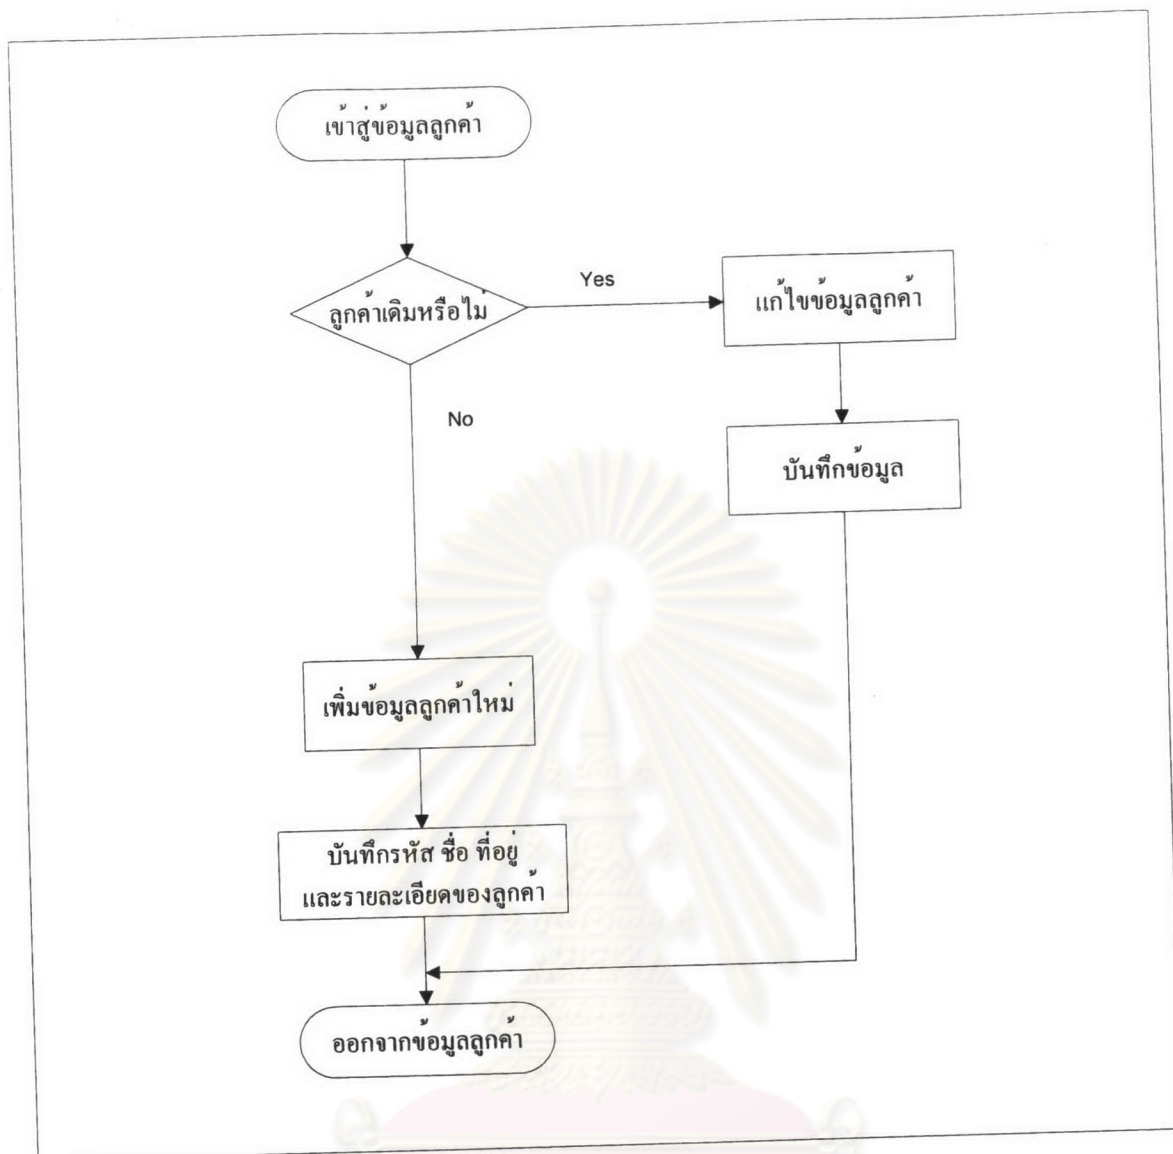 เข้าสู่ข้อมูลลูกค้า
ลูกค้าเดิมหรือไม่
Yes
แก้ไขข้อมูลลูกค้า
No
บันทึกข้อมูล
เพิ่มข้อมูลลูกค้าใหม่
บันทึกรหัส ชื่อ ที่อยู่
และรายละเอียดของลูกค้า
ออกจากข้อมูลลูกค้า